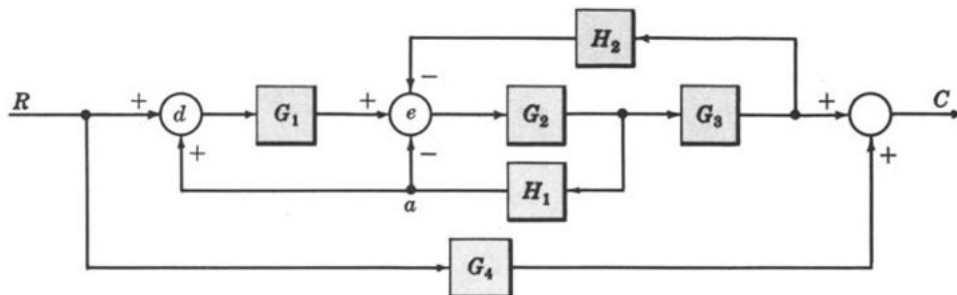 H₂
−
R
+
d
G₁
+
e
G₂
G₃
+
C
+
−
H₁
+
a
G₄